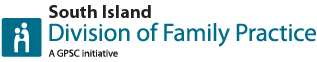 South Island
Division of Family Practice
A GPSC initiative